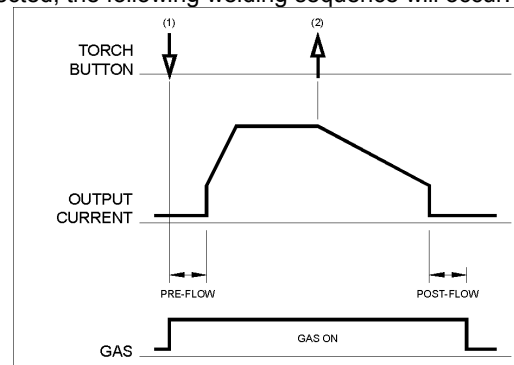 the following welding sequence will occur
(1)
(2)
TORCH
BUTTON
OUTPUT
CURRENT
PRE-FLOW
POST-FLOW
GAS ON
GAS